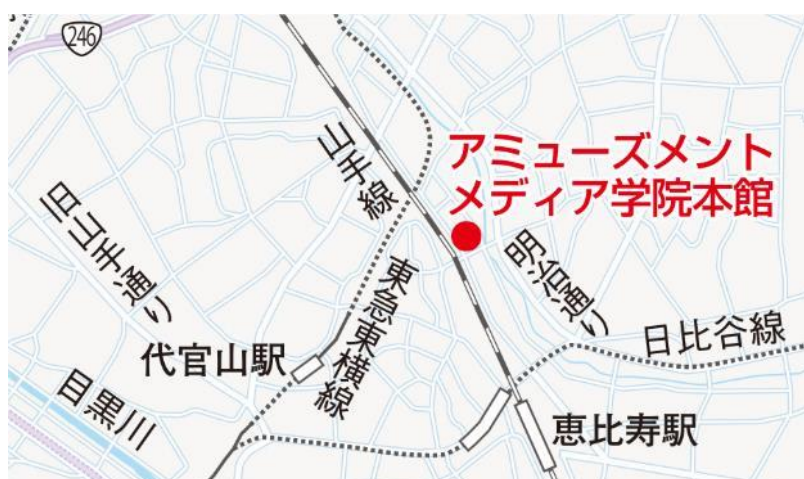 246
山手線
アミューズメント
メディア学院本館
旧山手通り
明治通り
東急東横線
日比谷線
代官山駅
目黒川
恵比寿駅